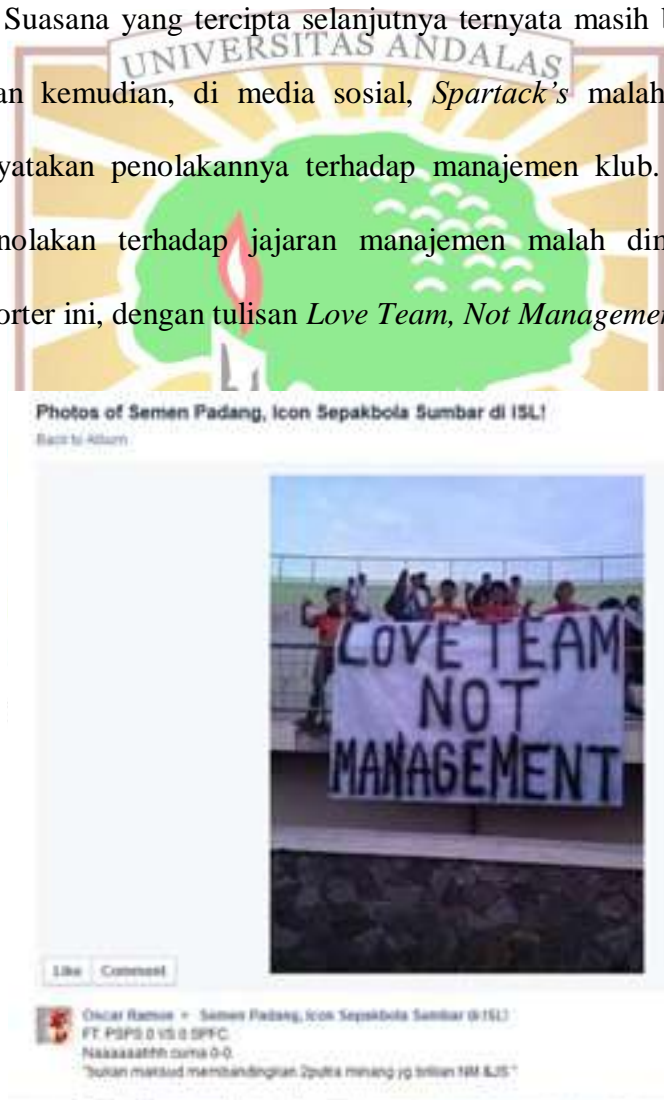 Suasana yang tercipta selanjutnya ternyata masih
UNIVERSITAS ANDALAS
an kemudian, di media sosial, Spartack's malah
yatakan penolakannya terhadap manajemen klub.
nolakan terhadap jajaran manajemen malah
orter ini, dengan tulisan Love Team, Not Managemen
Photos of Semen Padang, Icon Sepakbola Sumbar di ISL!
Back to Album
LOVE TEAM
NOT
MANAGEMENT
Like Comment
Oscar Ramon Semen Padang, Icon Sepakbola Sumbar di ISL!
FT. PSPS 0 VS 0 SPFC.
Naaaaaathh cuma 0-0.
"bukan maksud membandingkan 2putra minang yg brilian NM &JS "